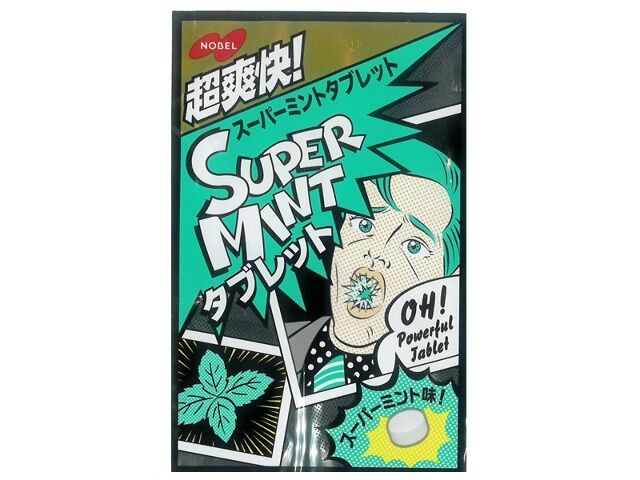 NOBEL
超爽快!
スーパーミントタブレット
SUPER
MINT
タブレット
OH!
Powerful
Tablet
スーパーミント味!